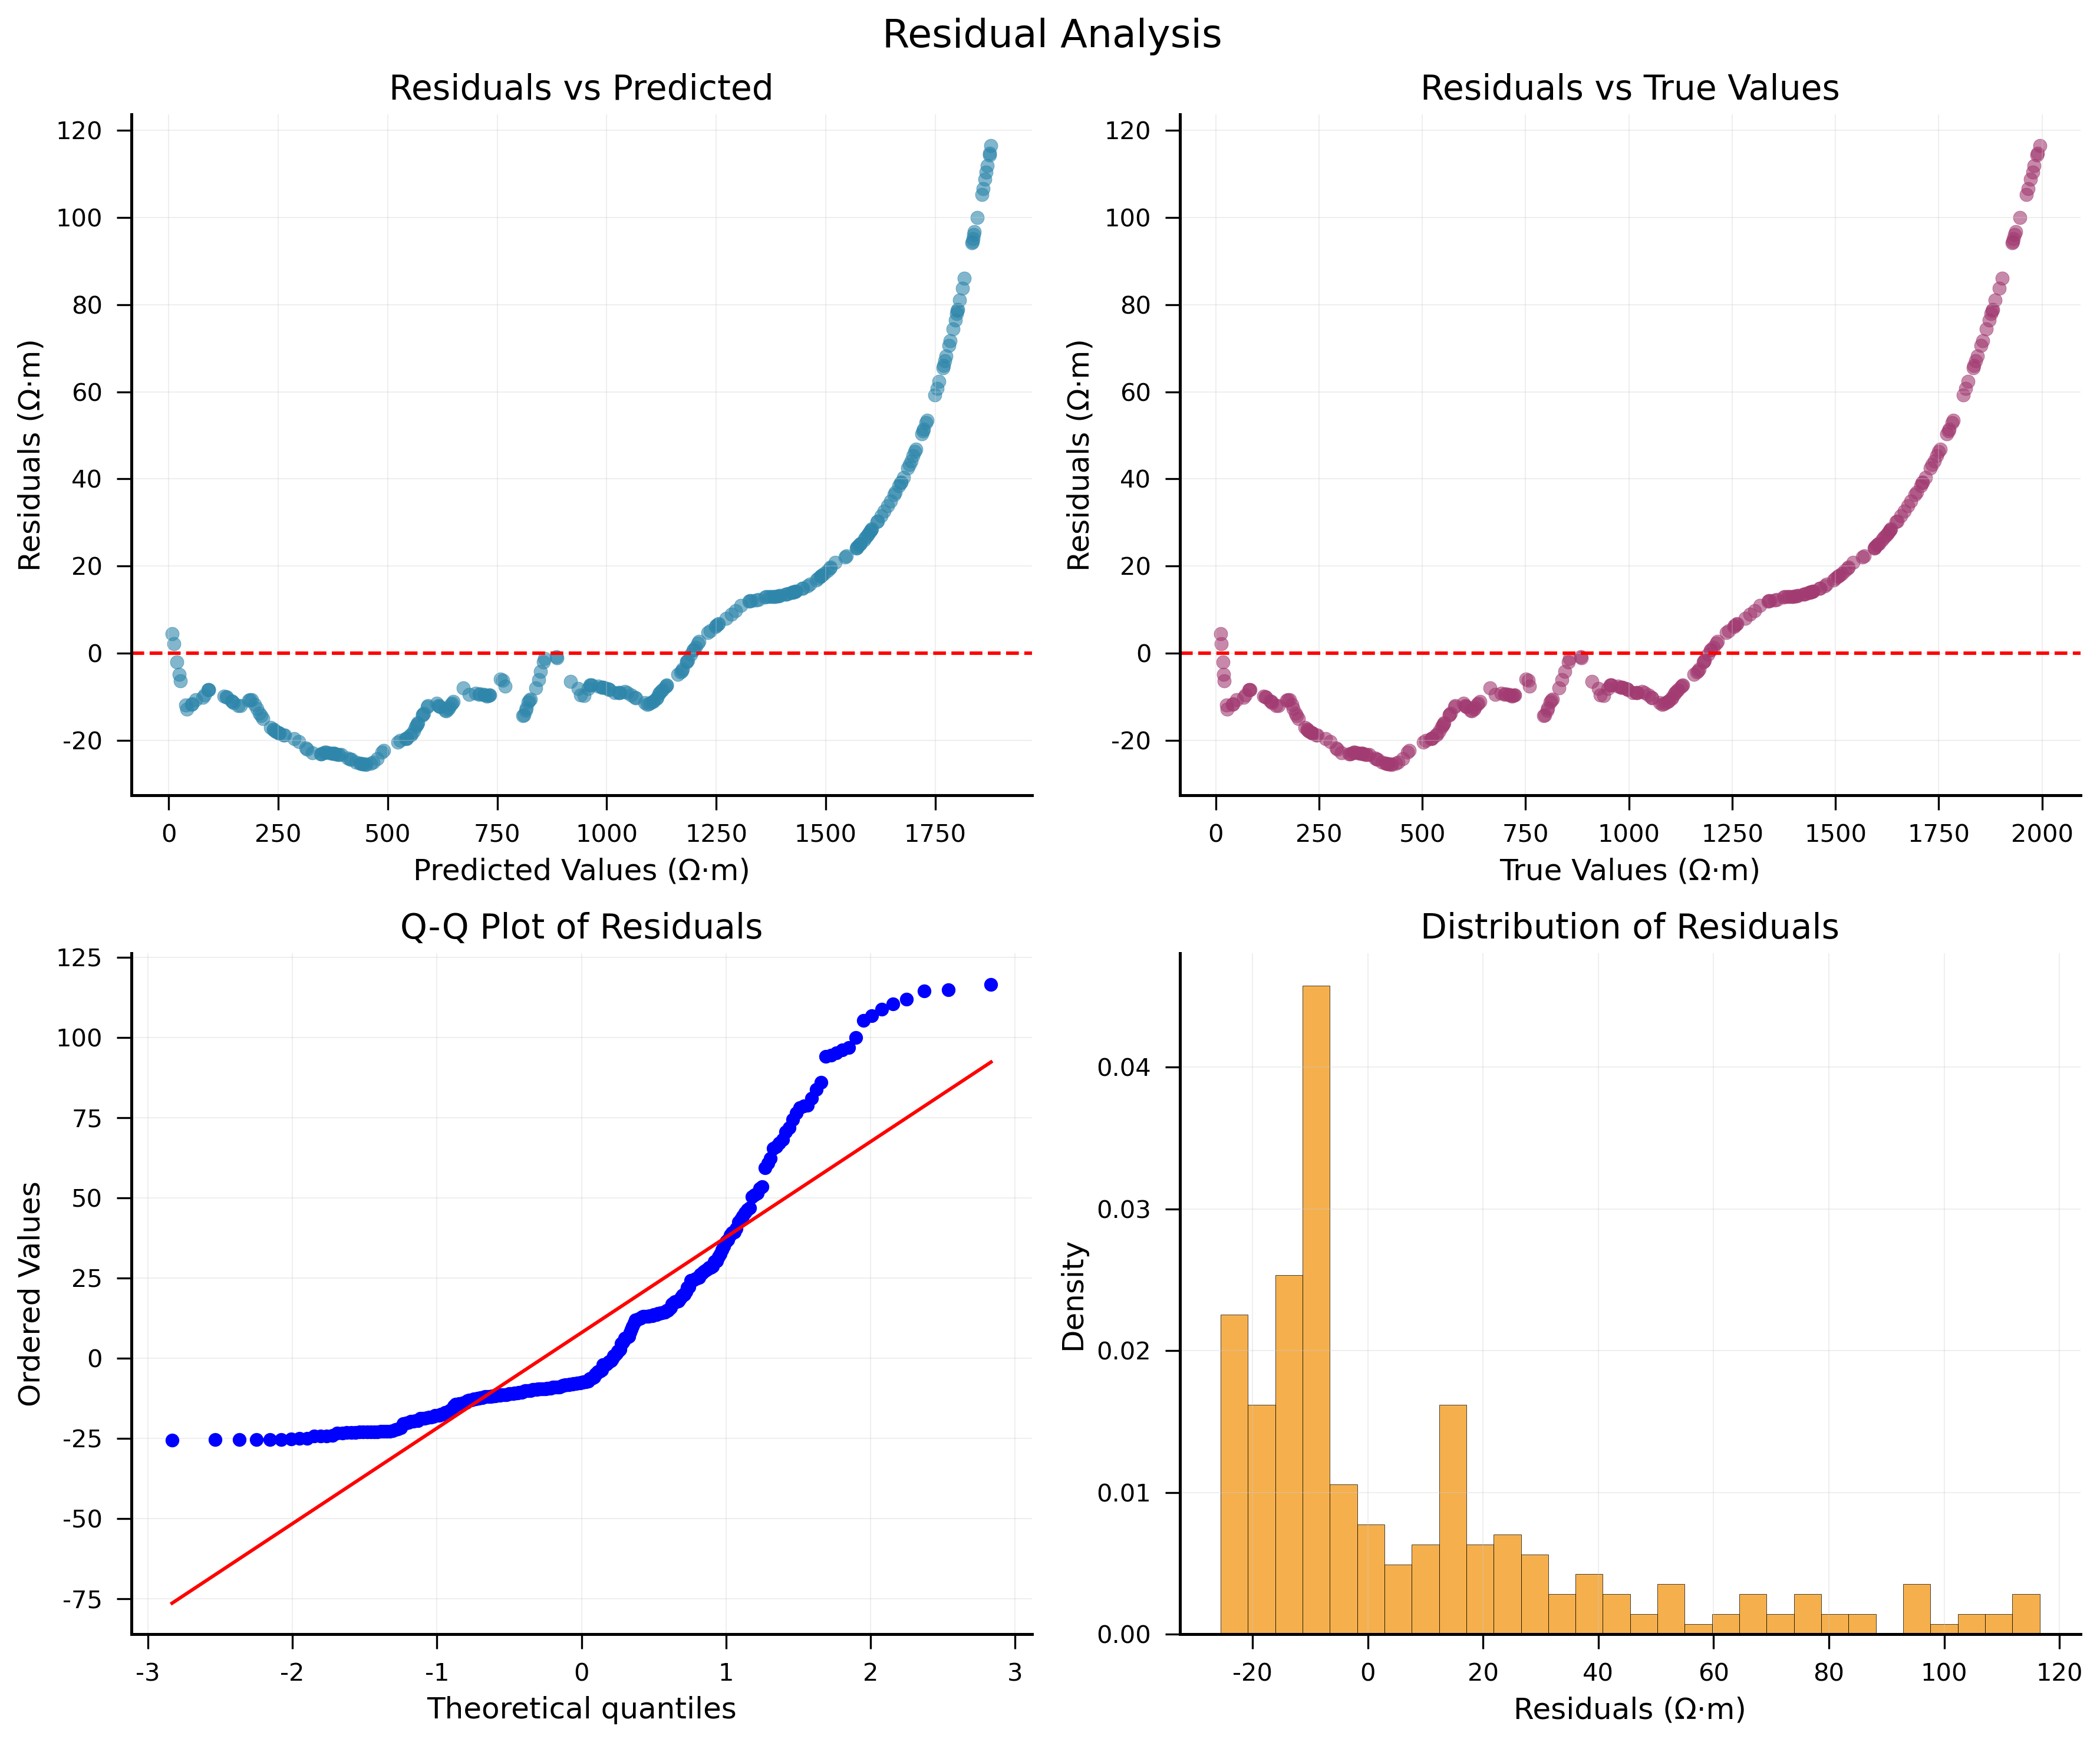 Residual Analysis
Residuals vs Predicted
Residuals (Ω·m)
120
100
80
60
40
20
0
-20
0 250 500 750 1000 1250 1500 1750
Predicted Values (Ω·m)
Residuals vs True Values
Residuals (Ω·m)
120
100
80
60
40
20
0
-20
0 250 500 750 1000 1250 1500 1750 2000
True Values (Ω·m)
Q-Q Plot of Residuals
Ordered Values
125
100
75
50
25
0
-25
-50
-75
-3 -2 -1 0 1 2 3
Theoretical quantiles
Distribution of Residuals
Density
0.04
0.03
0.02
0.01
0.00
-20 0 20 40 60 80 100 120
Residuals (Ω·m)